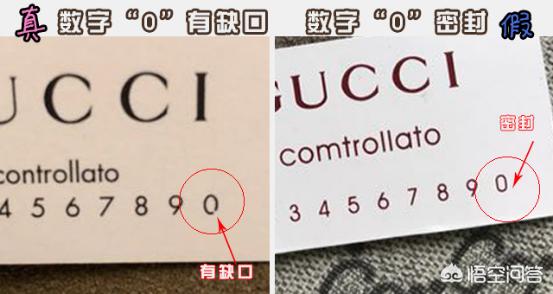 真 数字“0”有缺口 数字“0”密封 假
UCCI
controllato
4 5 6 7 8 9 0
有缺口
GUCCI
comtrollato
3 4 5 6 7 8 9 0
密封
悟空问答